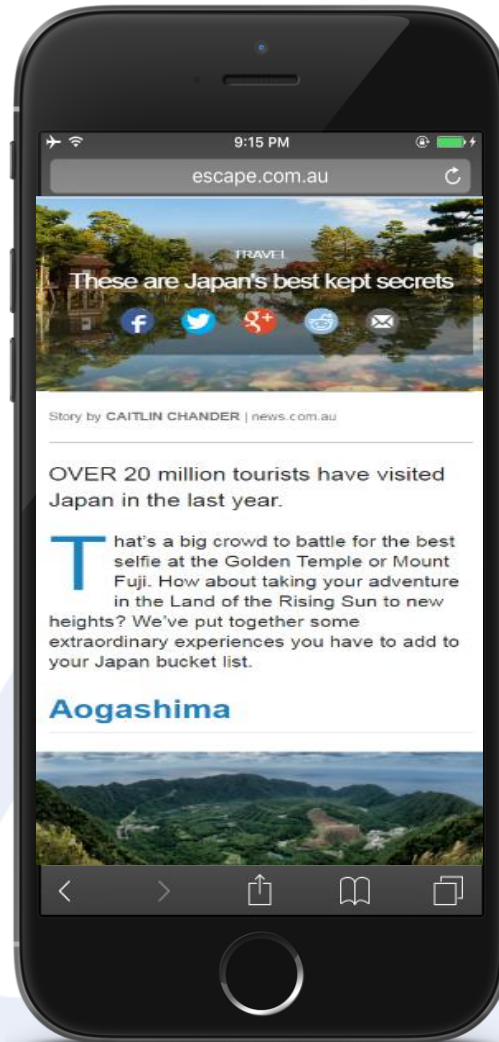 9:15 PM
escape.com.au
TRAVEL
These are Japan's best kept secrets
f
g+
Story by CAITLIN CHANDER | news.com.au
OVER 20 million tourists have visited
Japan in the last year.
That's a big crowd to battle for the best
selfie at the Golden Temple or Mount
Fuji. How about taking your adventure
in the Land of the Rising Sun to new
heights? We've put together some
extraordinary experiences you have to add to
your Japan bucket list.
Aogashima